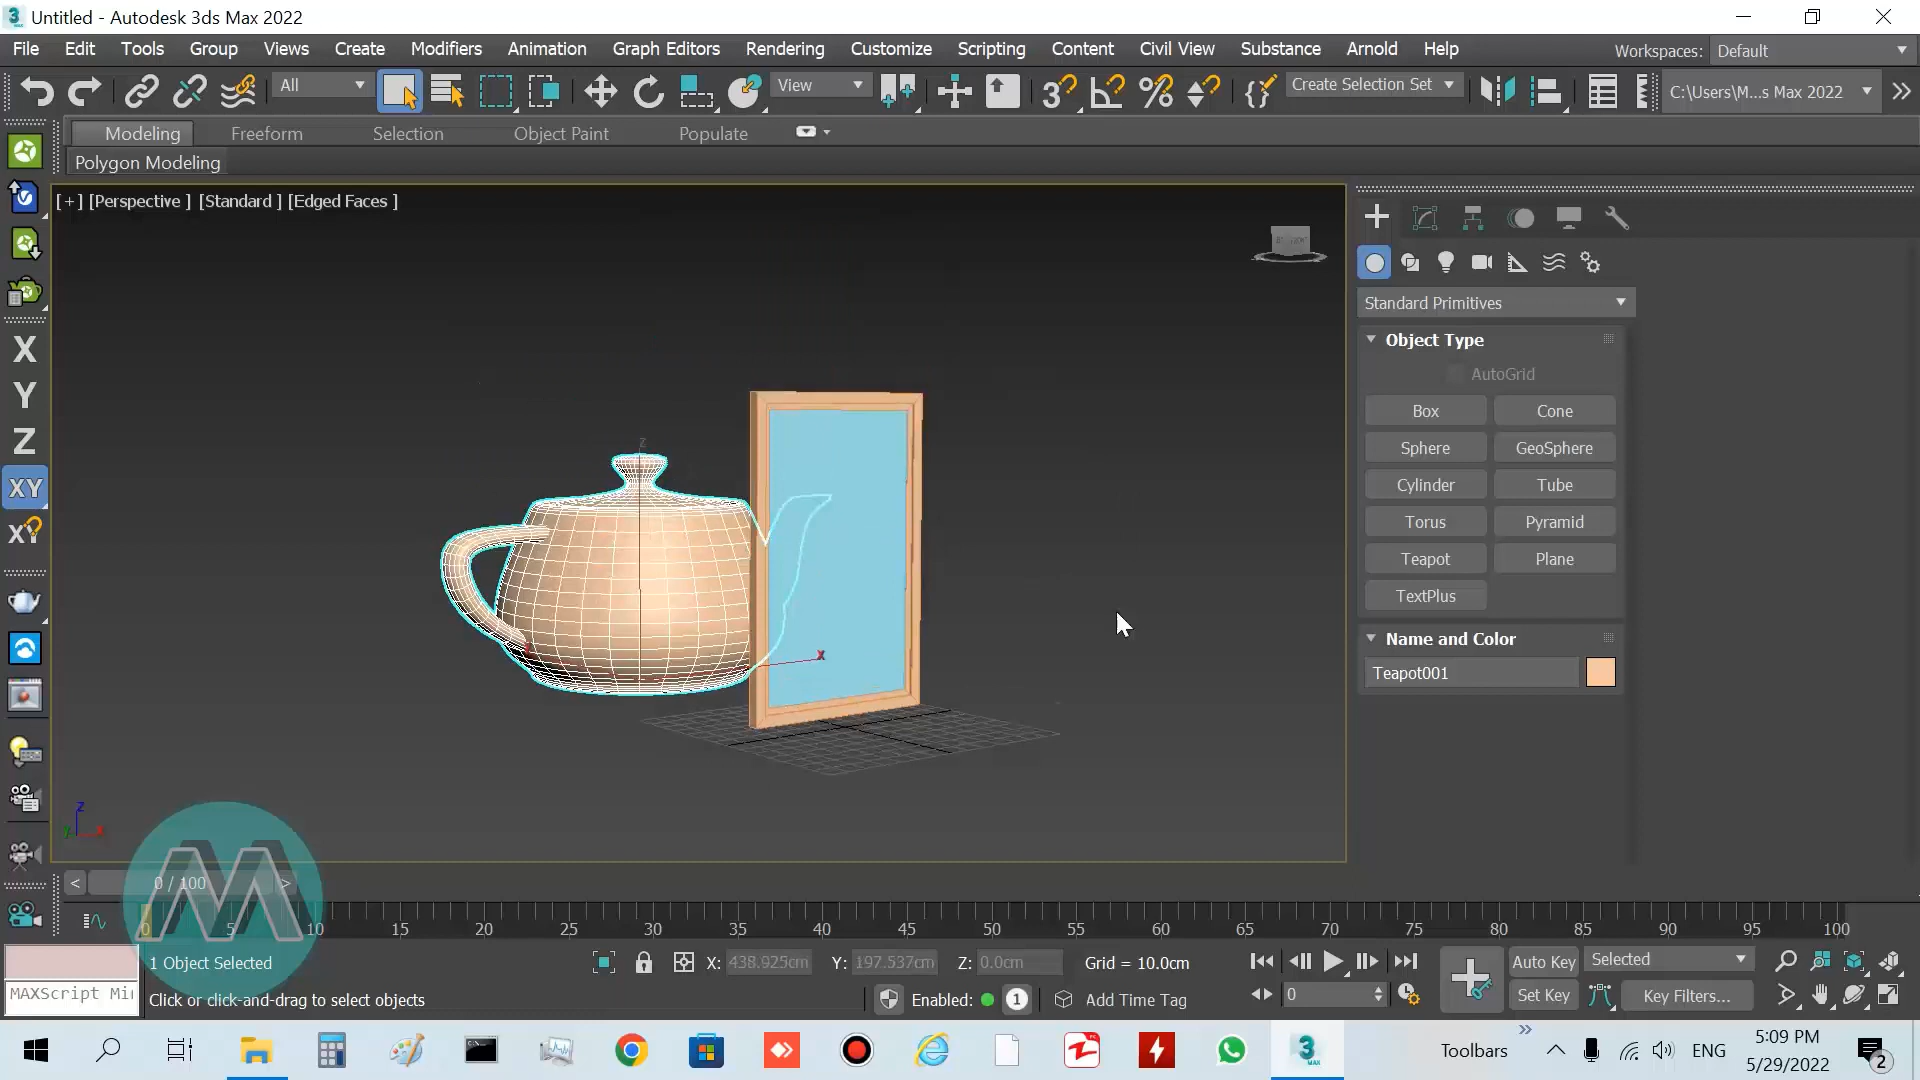 Untitled - Autodesk 3ds Max 2022
File Edit Tools Group Views Create Modifiers Animation Graph Editors Rendering Customize Scripting Content Civil View Substance Arnold Help Workspaces: Default
All View Create Selection Set C:\Users\M...s Max 2022
Modeling Freeform Selection Object Paint Populate
Polygon Modeling
[+] [Perspective ] [Standard ] [Edged Faces ]
Standard Primitives
Object Type
AutoGrid
Box Cone
Sphere GeoSphere
Cylinder Tube
Torus Pyramid
Teapot Plane
TextPlus
Name and Color
Teapot001
X
Y
Z
XY
XY
z
x
z
y x
< 0 / 100 >
0 5 10 15 20 25 30 35 40 45 50 55 60 65 70 75 80 85 90 95 100
1 Object Selected X: 438.925cm Y: 197.537cm Z: 0.0cm Grid = 10.0cm Auto Key Selected
MAXScript Mi Click or click-and-drag to select objects Enabled: 1 Add Time Tag 0 Set Key Key Filters...
Toolbars ENG 5:09 PM
5/29/2022 2